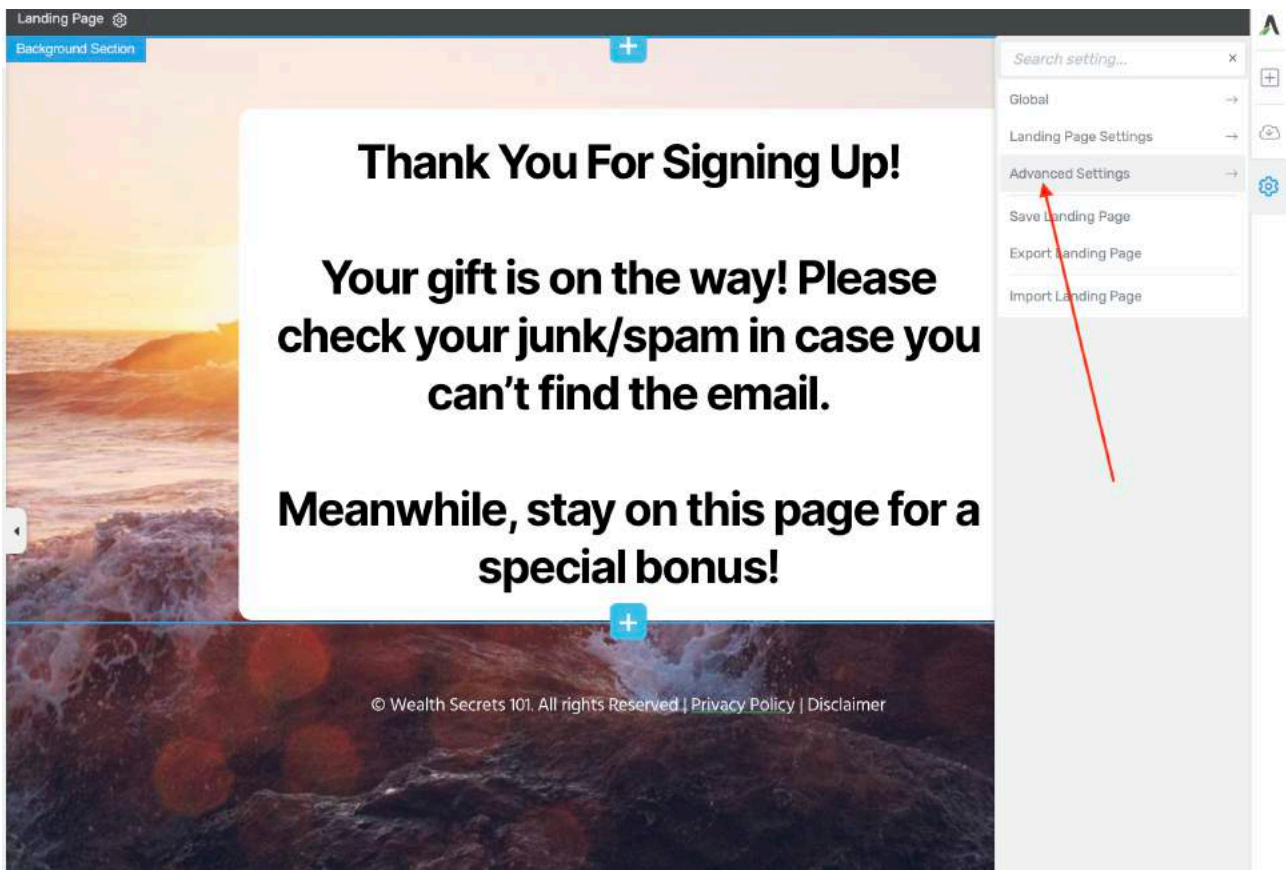 Landing Page
Background Section
Search setting...
Global
Landing Page Settings
Advanced Settings
Save Landing Page
Export Landing Page
Import Landing Page
Thank You For Signing Up!
Your gift is on the way! Please
check your junk/spam in case you
can't find the email.
Meanwhile, stay on this page for a
special bonus!
© Wealth Secrets 101. All rights Reserved | Privacy Policy | Disclaimer